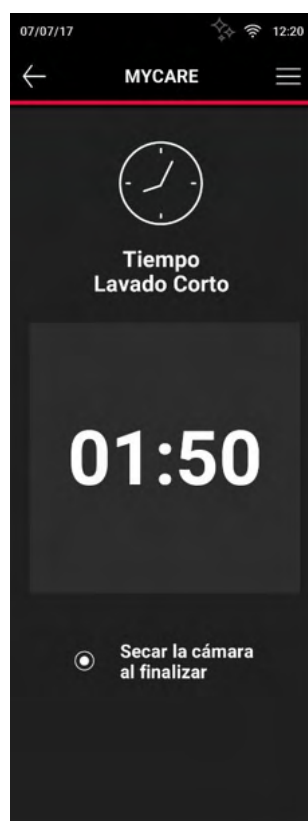 07/07/17 12:20
MYCARE
Tiempo
Lavado Corto
01:50
Secar la cámara
al finalizar